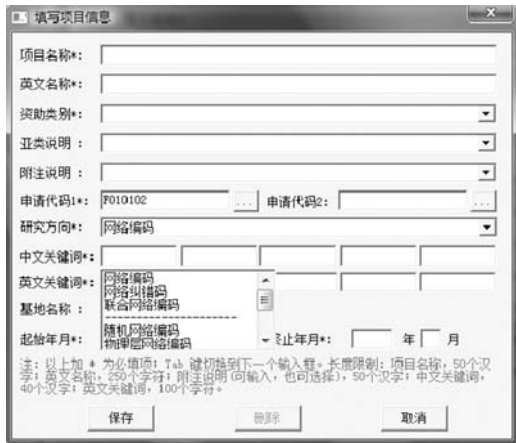 填写项目信息
项目名称*：
英文名称*：
资助类别*：
亚类说明：
附注说明：
申请代码1*： F010102 ... 申请代码2： ...
研究方向*： 网络编码
中文关键词*：
英文关键词*： 网络编码
网络纠错码
联合网络编码
----------------------
基地名称：
随机网络编码
起始年月*： 物理层网络编码 终止年月*： 年 月
注：以上加 * 为必填项；Tab 键切换到下一个输入框。长度限制：项目名称，50个汉
字；英文名称，250个字符；附注说明(可输入，也可选择)，50个汉字；中文关键词，
40个汉字；英文关键词，100个字符。
保存 删除 取消